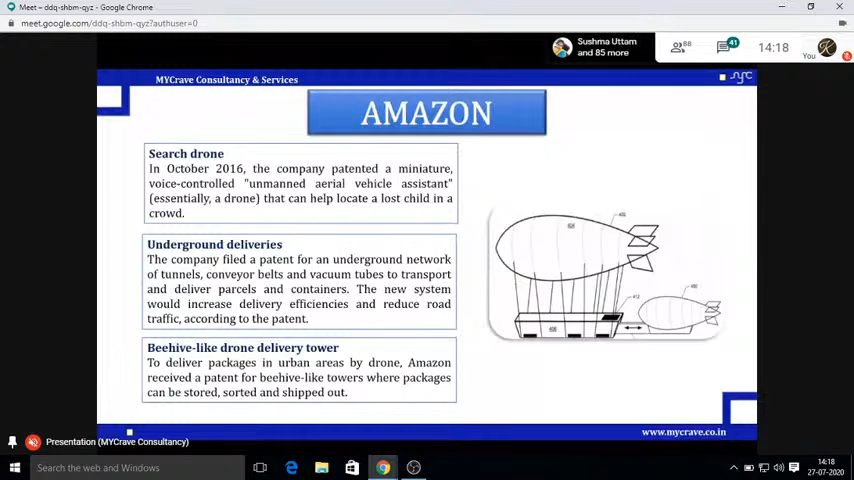 Meet – ddq-shbm-qyz - Google Chrome
meet.google.com/ddq-shbm-qyz?authuser=0
Sushma Uttam
and 85 more
88
41
14:18
You
MYCrave Consultancy & Services
AMAZON
Search drone
In October 2016, the company patented a miniature,
voice-controlled "unmanned aerial vehicle assistant"
(essentially, a drone) that can help locate a lost child in a
crowd.
Underground deliveries
The company filed a patent for an underground network
of tunnels, conveyor belts and vacuum tubes to transport
and deliver parcels and containers. The new system
would increase delivery efficiencies and reduce road
traffic, according to the patent.
Beehive-like drone delivery tower
To deliver packages in urban areas by drone, Amazon
received a patent for beehive-like towers where packages
can be stored, sorted and shipped out.
www.mycrave.co.in
Presentation (MYCrave Consultancy)
Search the web and Windows
14:18
27-07-2020